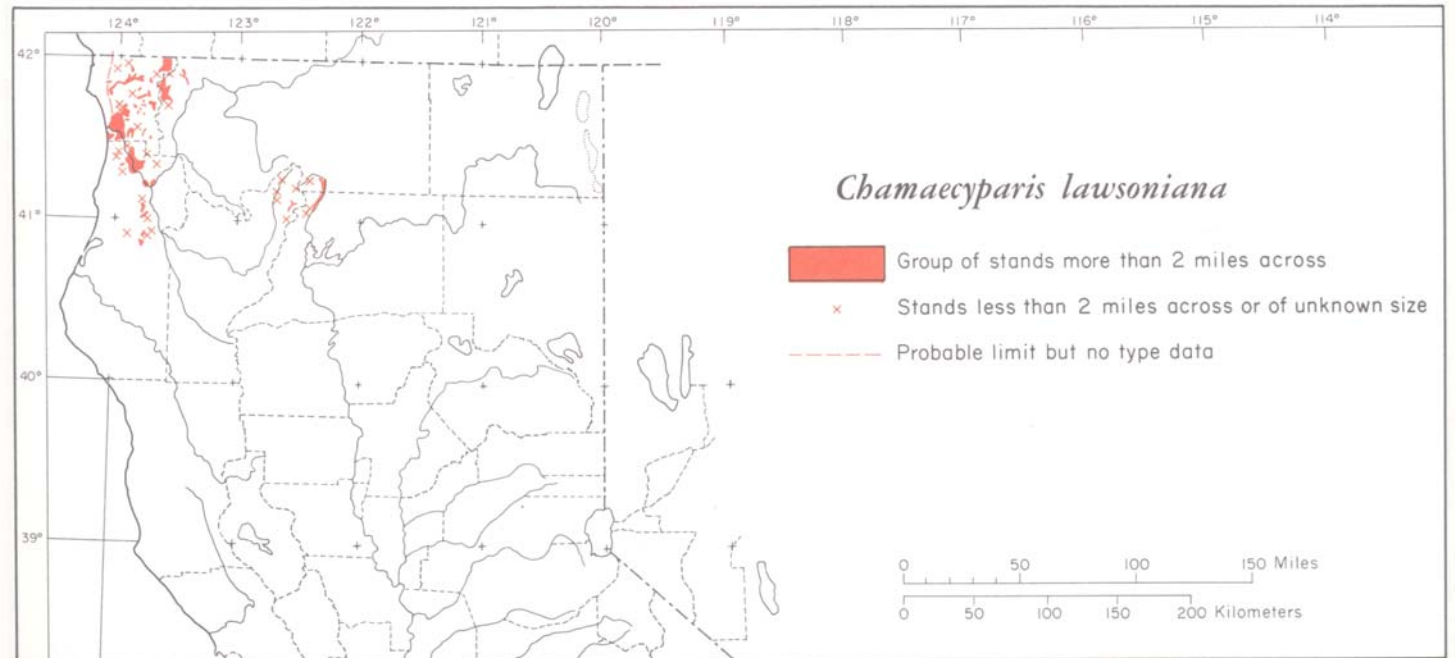 124° 123° 122° 121° 120° 119° 118° 117° 116° 115° 114°
42°
41°
40°
39°
Chamaecyparis lawsoniana
Group of stands more than 2 miles across
Stands less than 2 miles across or of unknown size
Probable limit but no type data
0 50 100 150 Miles
0 50 100 150 200 Kilometers